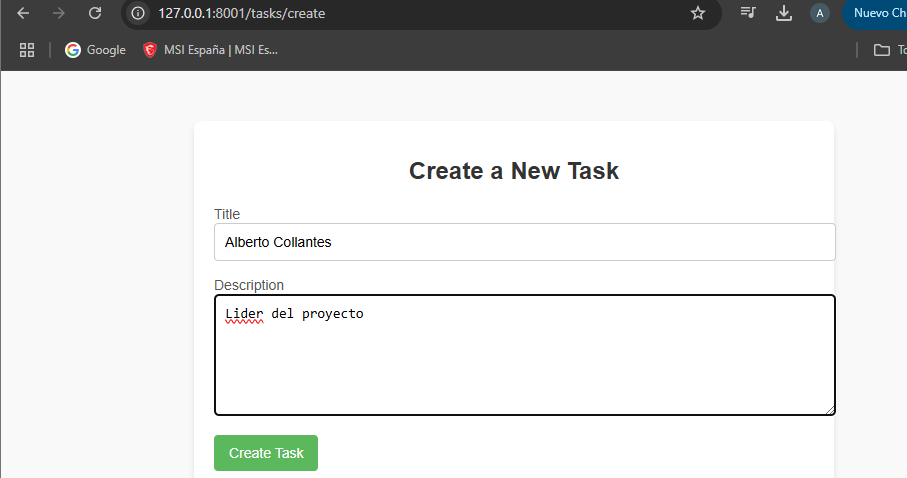 127.0.0.1:8001/tasks/create
A
Nuevo Ch
Google
MSI España | MSI Es...
To
Create a New Task
Title
Alberto Collantes
Description
Lider del proyecto
Create Task